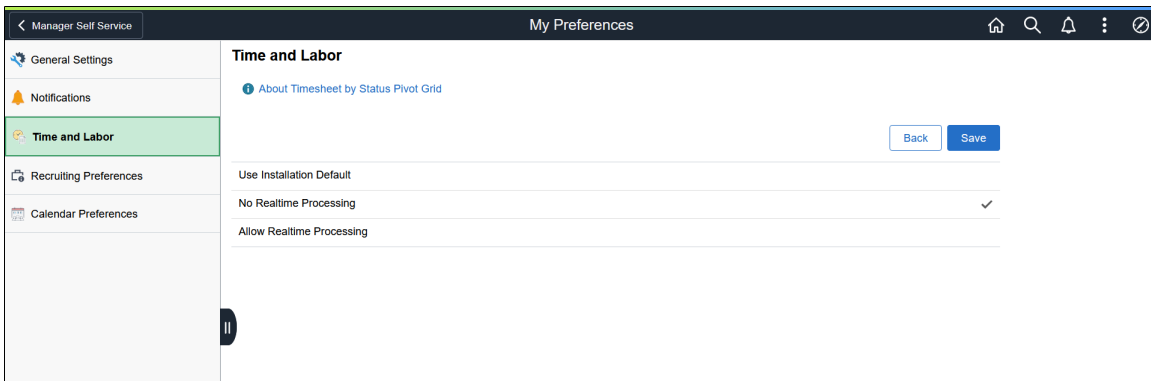 Manager Self Service
My Preferences
General Settings
Notifications
Time and Labor
Recruiting Preferences
Calendar Preferences
Time and Labor
About Timesheet by Status Pivot Grid
Back
Save
Use Installation Default
No Realtime Processing
Allow Realtime Processing